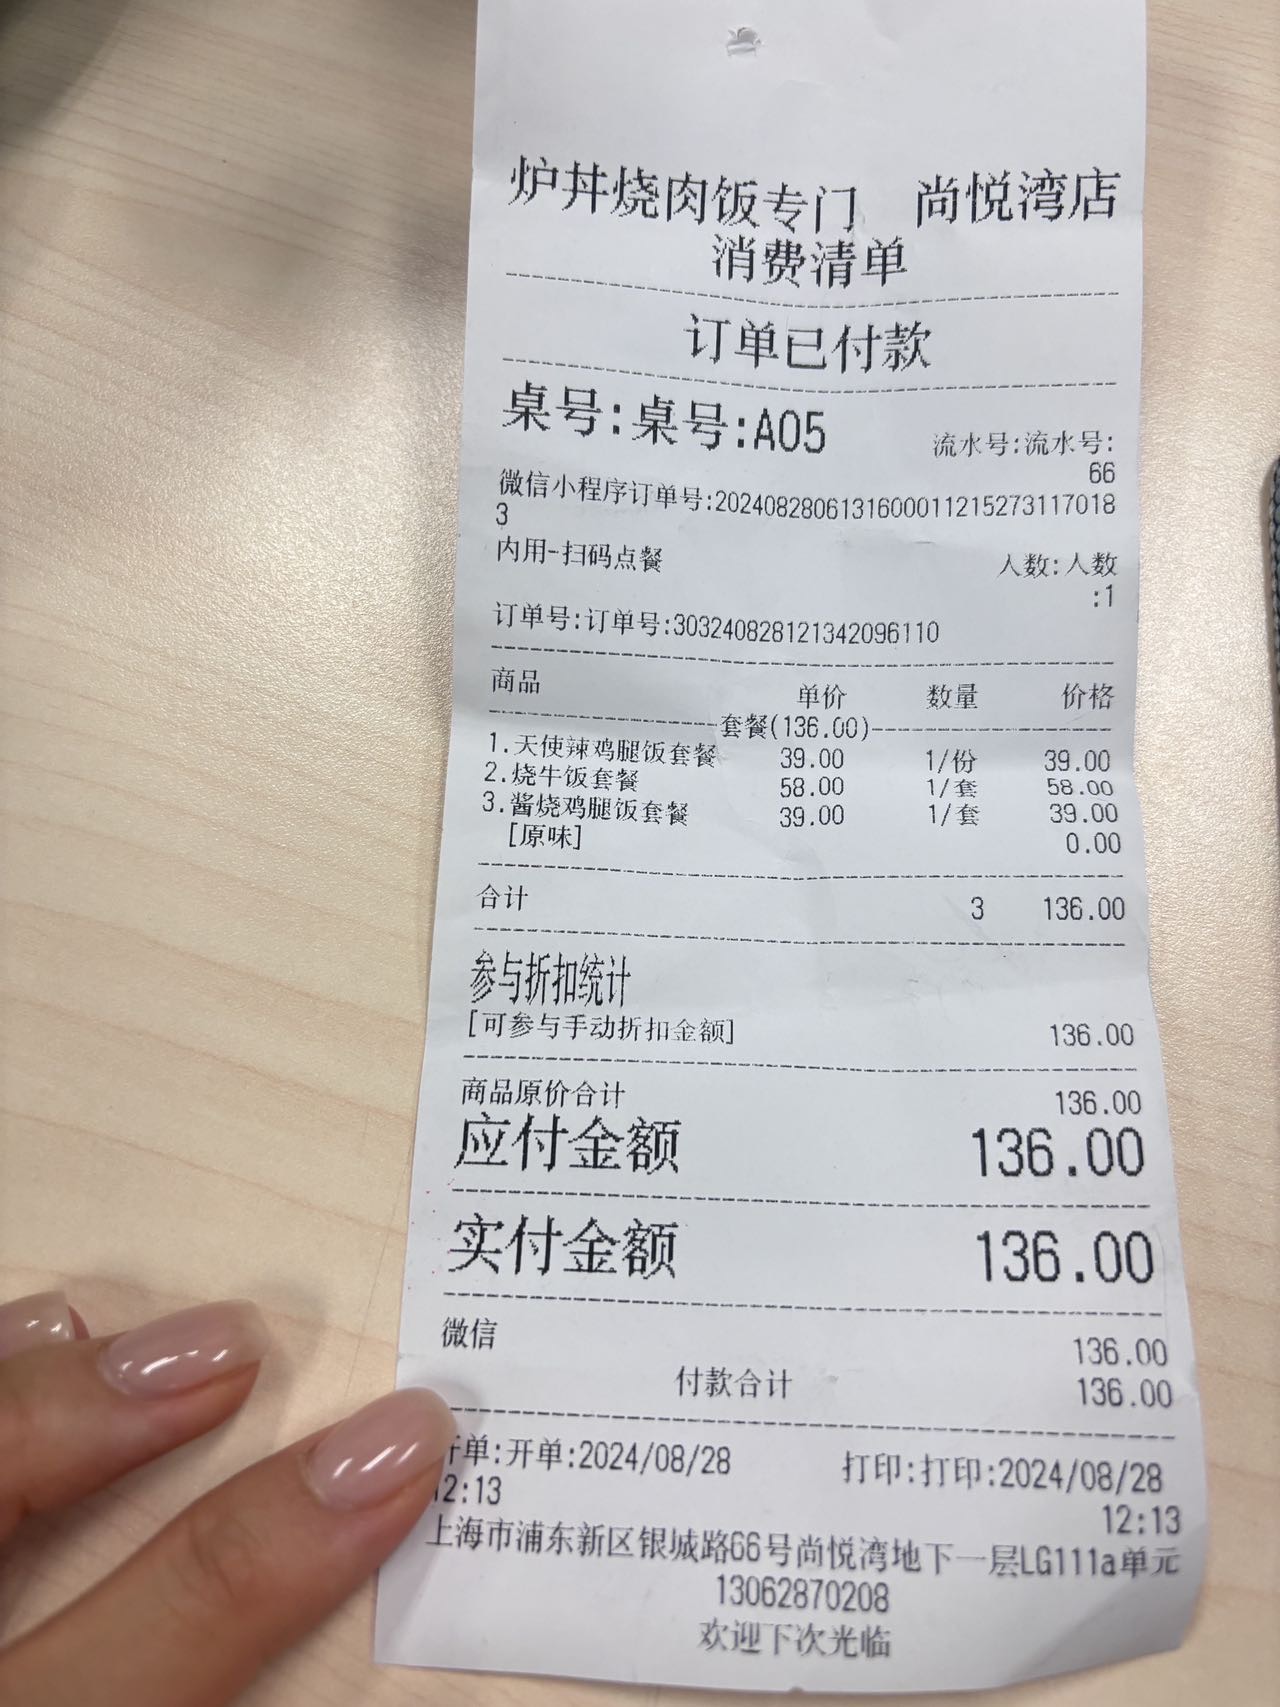 炉丼烧肉饭专门 尚悦湾店
消费清单
订单已付款
桌号:桌号:A05
流水号:流水号:
66
微信小程序订单号:202408280613160001121527311 7018
3
内用-扫码点餐
人数:人数
:1
订单号:订单号:303240828121342096110
商品 单价 数量 价格
套餐(136.00)
1.天使辣鸡腿饭套餐 39.00 1/份 39.00
2.烧牛饭套餐 58.00 1/套 58.00
3.酱烧鸡腿饭套餐 39.00 1/套 39.00
[原味] 0.00
合计 3 136.00
参与折扣统计
[可参与手动折扣金额] 136.00
商品原价合计 136.00
应付金额 136.00
实付金额 136.00
微信 136.00
付款合计 136.00
单:开单:2024/08/28 打印:打印:2024/08/28
2:13 12:13
上海市浦东新区银城路66号尚悦湾地下一层LG111a单元
13062870208
欢迎下次光临